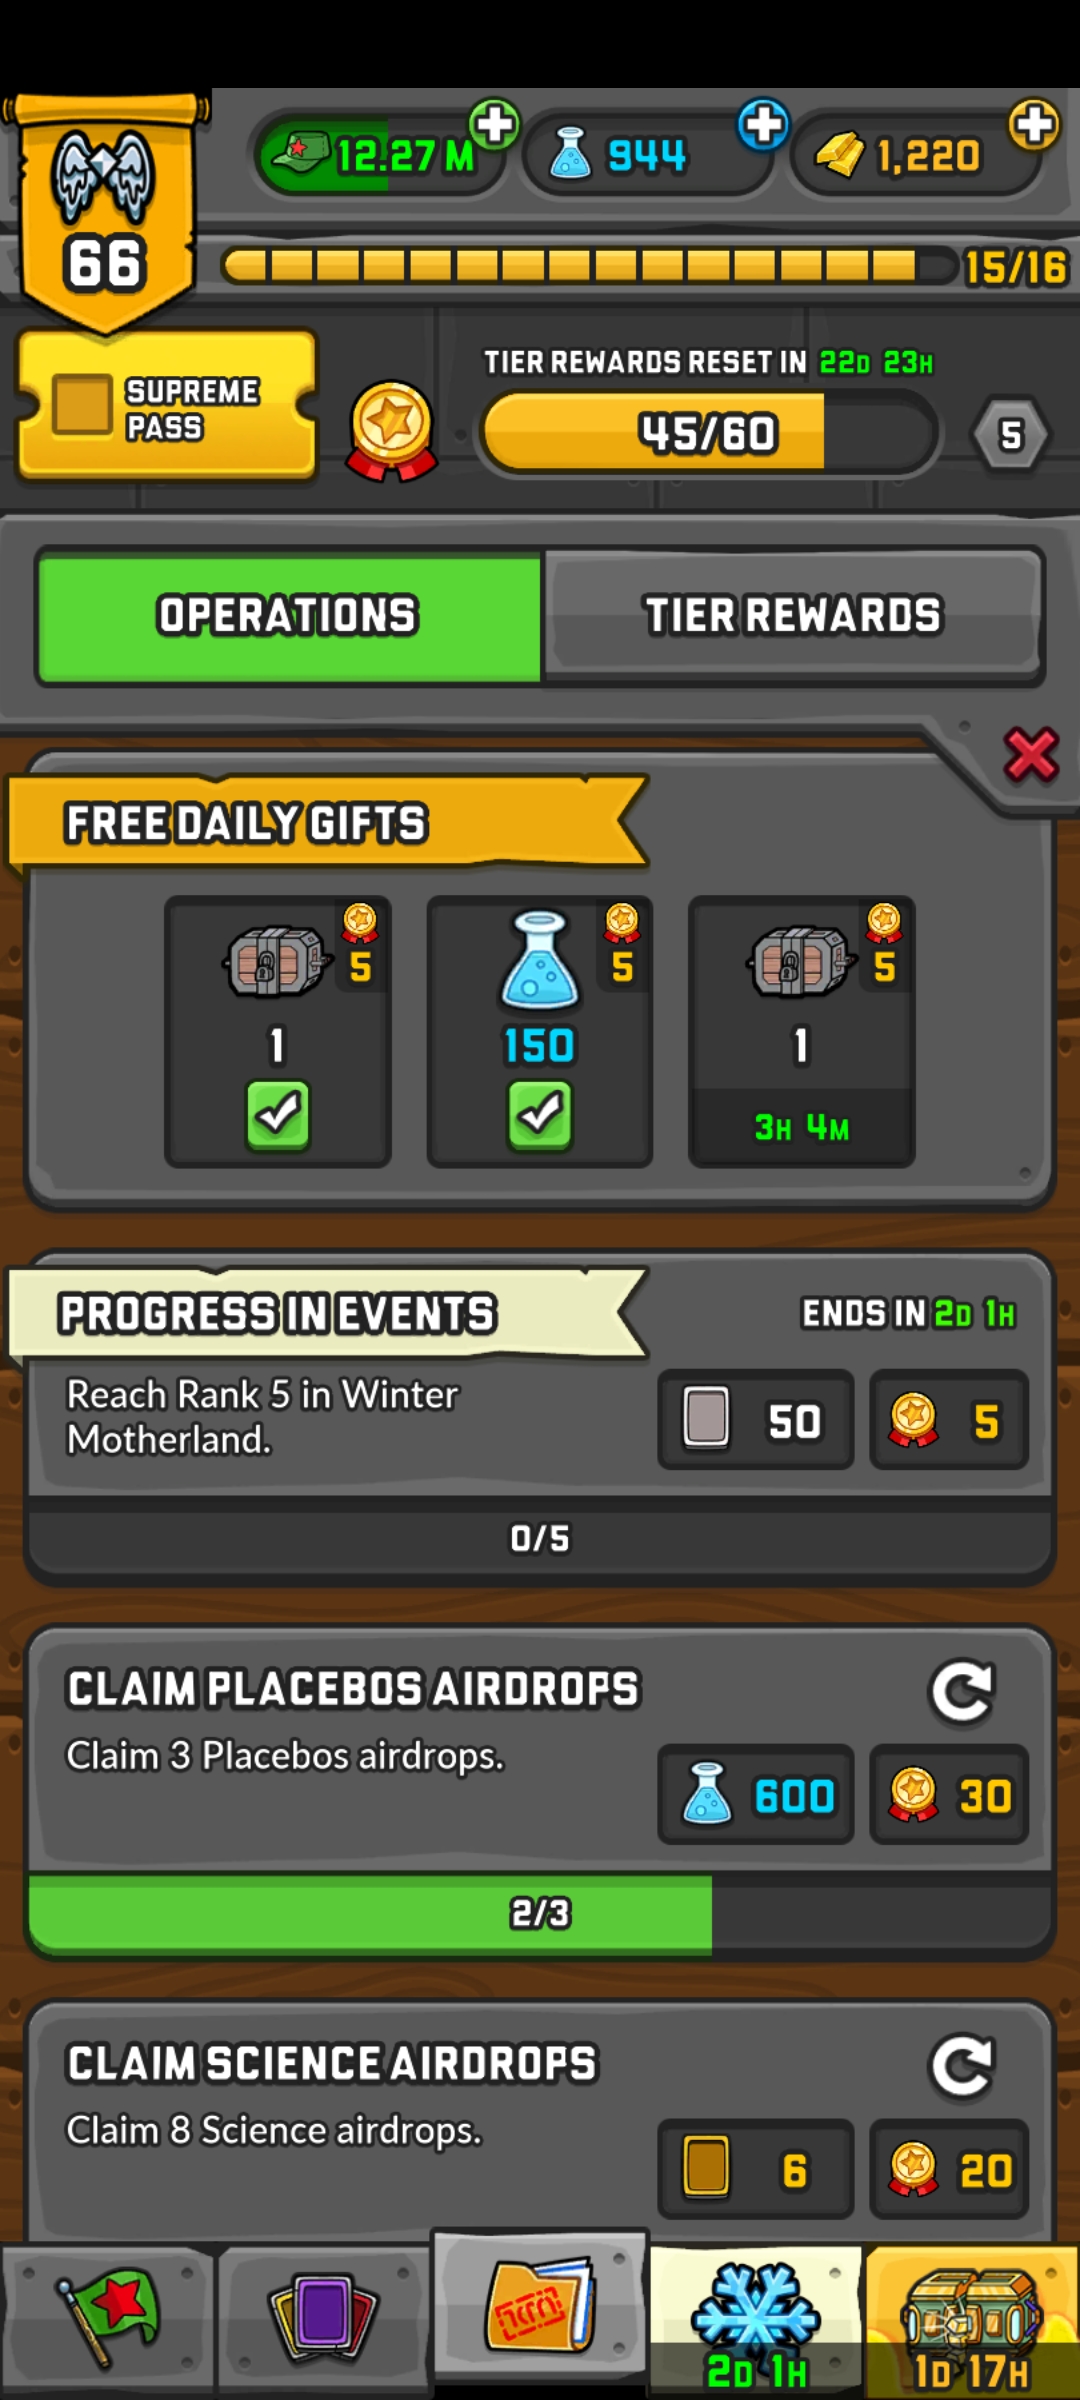 12.27 M
944
1,220
66
15/16
SUPREME
PASS
TIER REWARDS RESET IN 22D 23H
45/60
5
OPERATIONS
TIER REWARDS
FREE DAILY GIFTS
5
5
5
1
150
1
3H 4M
PROGRESS IN EVENTS
ENDS IN 2D 1H
Reach Rank 5 in Winter
Motherland.
50
5
0/5
CLAIM PLACEBOS AIRDROPS
Claim 3 Placebos airdrops.
600
30
2/3
CLAIM SCIENCE AIRDROPS
Claim 8 Science airdrops.
6
20
2D 1H
1D 17H